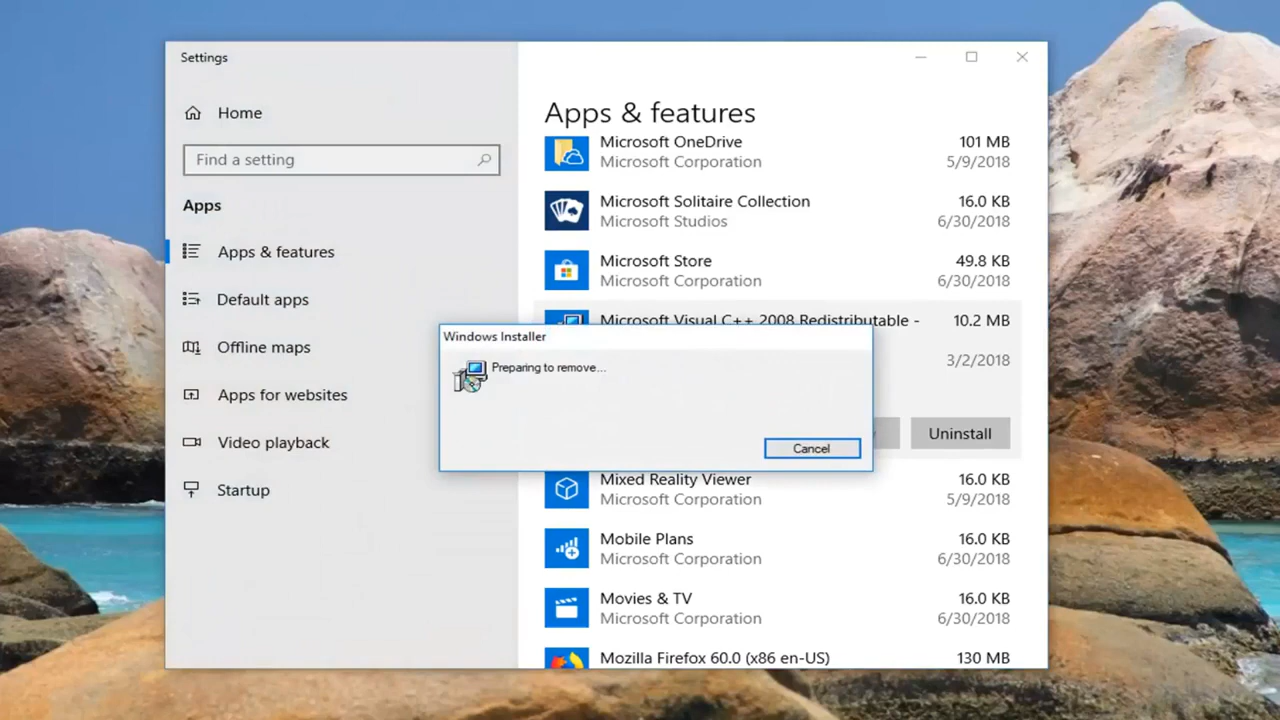 Settings
Home
Find a setting
Apps
Apps & features
Default apps
Offline maps
Apps for websites
Video playback
Startup
Apps & features
Microsoft OneDrive 101 MB
Microsoft Corporation 5/9/2018
Microsoft Solitaire Collection 16.0 KB
Microsoft Studios 6/30/2018
Microsoft Store 49.8 KB
Microsoft Corporation 6/30/2018
Microsoft Visual C++ 2008 Redistributable - 10.2 MB
3/2/2018
Uninstall
Windows Installer
Preparing to remove...
Cancel
Mixed Reality Viewer 16.0 KB
Microsoft Corporation 5/9/2018
Mobile Plans 16.0 KB
Microsoft Corporation 6/30/2018
Movies & TV 16.0 KB
Microsoft Corporation 6/30/2018
Mozilla Firefox 60.0 (x86 en-US) 130 MB